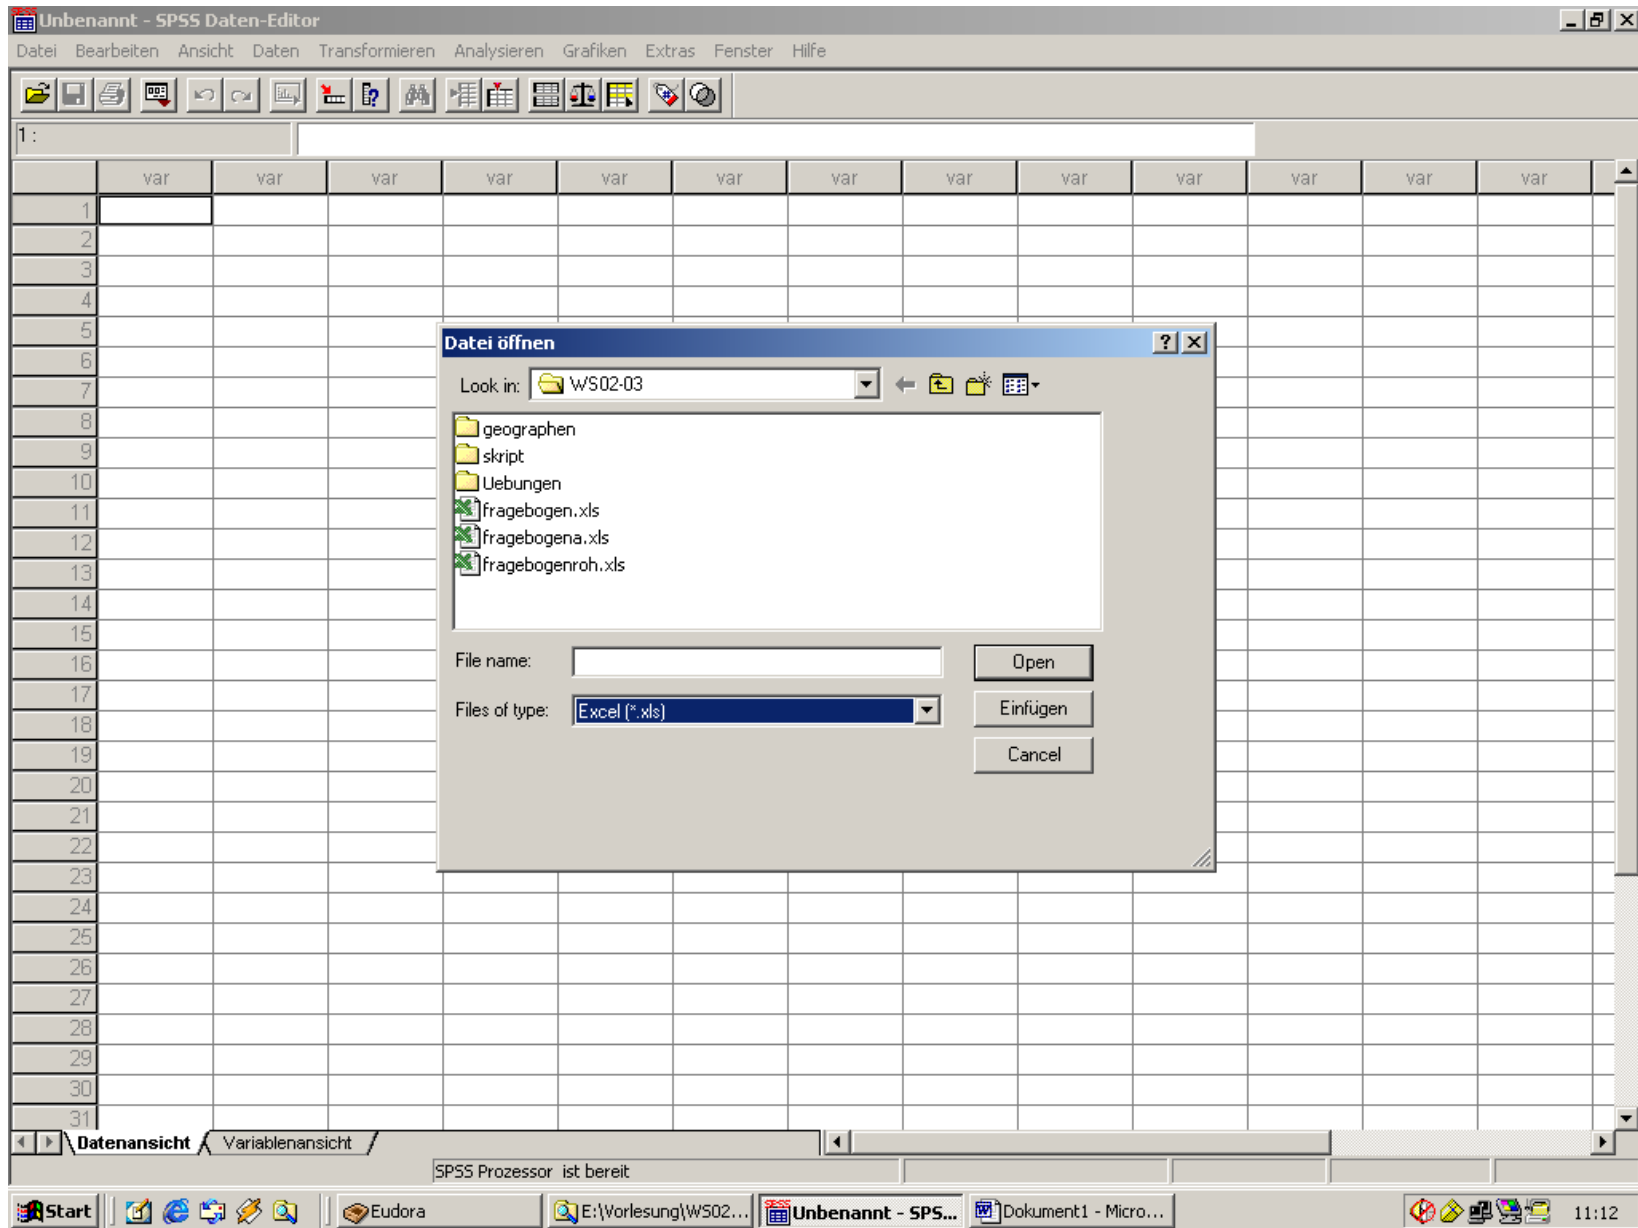 Unbenannt - SPSS Daten-Editor
Datei Bearbeiten Ansicht Daten Transformieren Analysieren Grafiken Extras Fenster Hilfe
1 :
var var var var var var var var var var var var var
1
2
3
4
5
6
7
8
9
10
11
12
13
14
15
16
17
18
19
20
21
22
23
24
25
26
27
28
29
30
31
Datei öffnen
Look in: WS02-03
geographen
skript
Uebungen
fragebogen.xls
fragebogena.xls
fragebogenroh.xls
File name:
Open
Files of type: Excel (*.xls)
Einfügen
Cancel
Datenansicht Variablenansicht
SPSS Prozessor ist bereit
Start Eudora E:\Vorlesung\WS02... Unbenannt - SPS... Dokument1 - Micro... 11:12